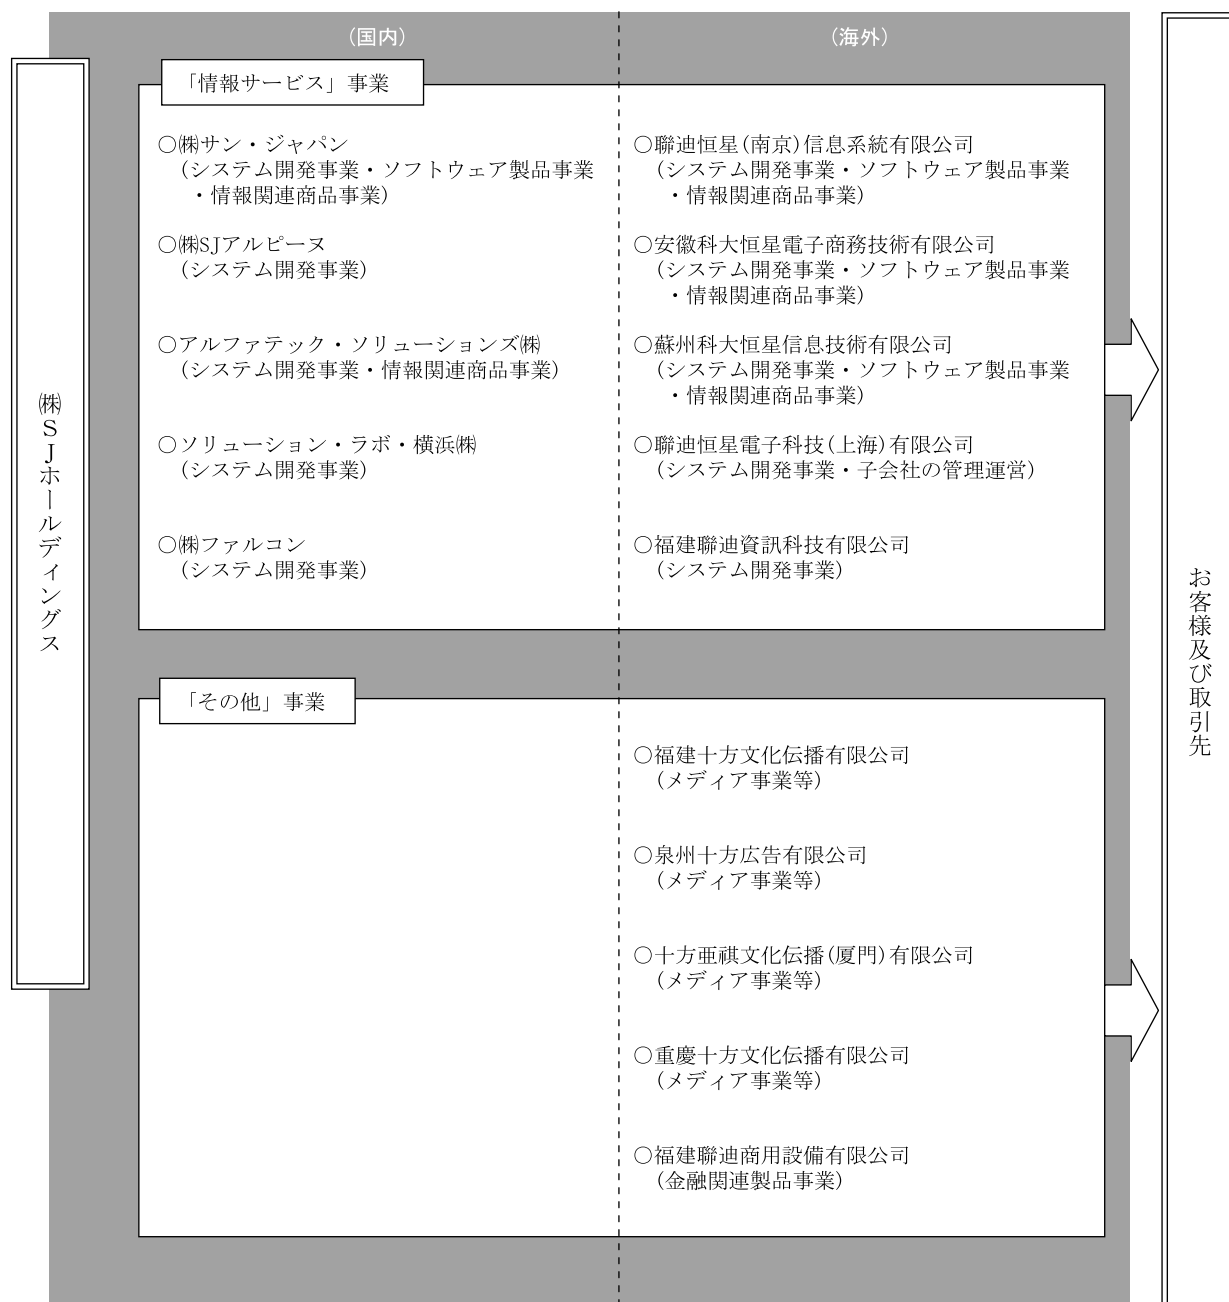 (国内)
(海外)
㈱SJホールディングス
「情報サービス」事業
○㈱サン・ジャパン
(システム開発事業・ソフトウェア製品事業
・情報関連商品事業)
○㈱SJアルピーヌ
(システム開発事業)
○アルファテック・ソリューションズ㈱
(システム開発事業・情報関連商品事業)
○ソリューション・ラボ・横浜㈱
(システム開発事業)
○㈱ファルコン
(システム開発事業)
○聯迪恒星(南京)信息系統有限公司
(システム開発事業・ソフトウェア製品事業
・情報関連商品事業)
○安徽科大恒星電子商務技術有限公司
(システム開発事業・ソフトウェア製品事業
・情報関連商品事業)
○蘇州科大恒星信息技術有限公司
(システム開発事業・ソフトウェア製品事業
・情報関連商品事業)
○聯迪恒星電子科技(上海)有限公司
(システム開発事業・子会社の管理運営)
○福建聯迪資訊科技有限公司
(システム開発事業)
「その他」事業
○福建十方文化伝播有限公司
(メディア事業等)
○泉州十方広告有限公司
(メディア事業等)
○十方亜祺文化伝播(厦門)有限公司
(メディア事業等)
○重慶十方文化伝播有限公司
(メディア事業等)
○福建聯迪商用設備有限公司
(金融関連製品事業)
お客様及び取引先